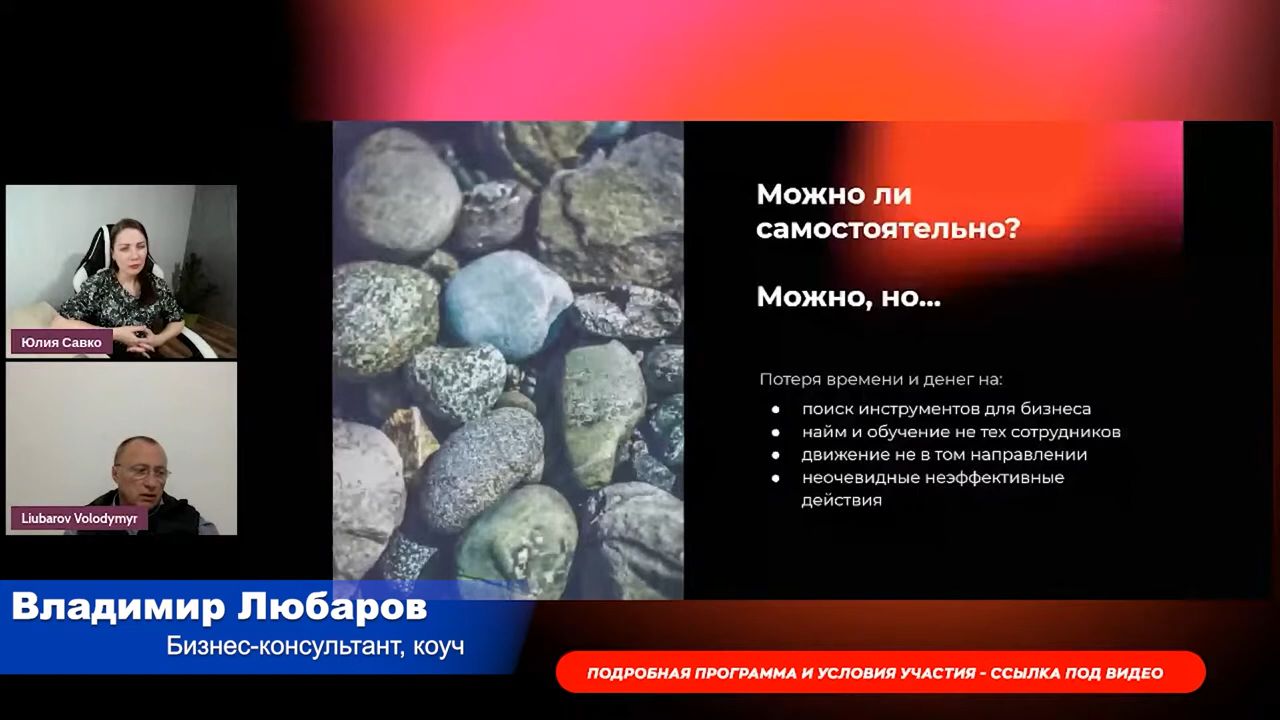 Можно ли
самостоятельно?
Можно, но...
Потеря времени и денег на:
● поиск инструментов для бизнеса
● найм и обучение не тех сотрудников
● движение не в том направлении
● неочевидные неэффективные
действия
Юлия Савко
Liubarov Volodymyr
Владимир Любаров
Бизнес-консультант, коуч
ПОДРОБНАЯ ПРОГРАММА И УСЛОВИЯ УЧАСТИЯ - ССЫЛКА ПОД ВИДЕО